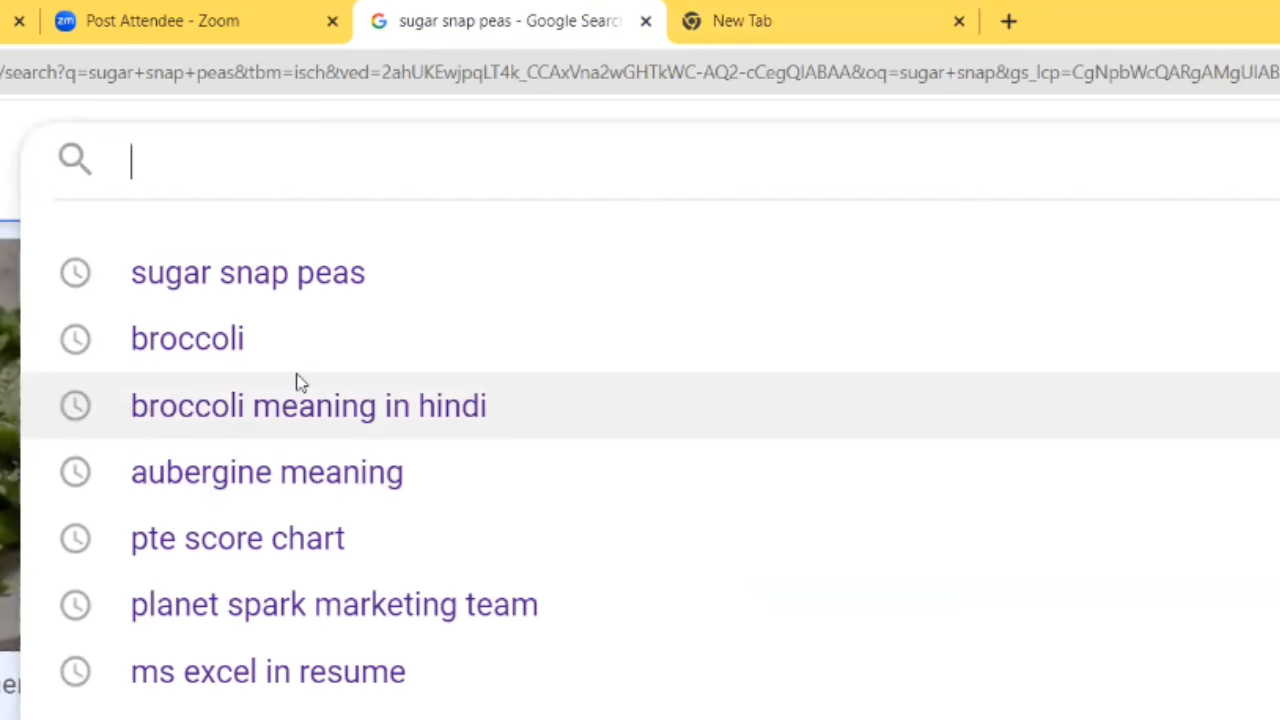 zm Post Attendee - Zoom
sugar snap peas - Google Searc
New Tab
/search?q=sugar+snap+peas&tbm=isch&ved=2ahUKEwjpqLT4k_CCAxVna2wGHTkWC-AQ2-cCegQIABAA&oq=sugar+snap&gs_lcp=CgNpbWcQARgAMgUIAB
sugar snap peas
broccoli
broccoli meaning in hindi
aubergine meaning
pte score chart
planet spark marketing team
ms excel in resume